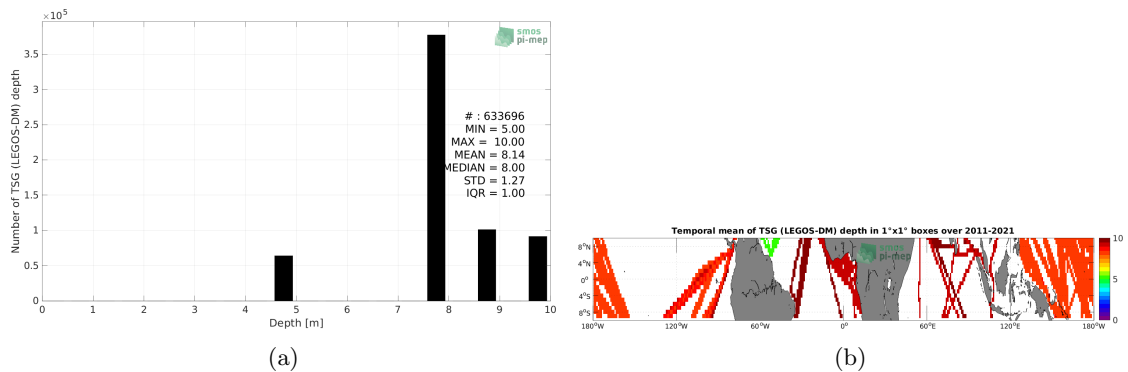 ×10⁵
smos
pi-mep
3.5
3
2.5
2
1.5
1
0.5
0
Number of TSG (LEGOS-DM) depth
# : 633696
MIN = 5.00
MAX = 10.00
MEAN = 8.14
MEDIAN = 8.00
STD = 1.27
IQR = 1.00
0 1 2 3 4 5 6 7 8 9 10
Depth [m]
(a)
Temporal mean of TSG (LEGOS-DM) depth in 1°x1° boxes over 2011-2021
smos
pi-mep
8°N
4°N
0°
4°S
8°S
180°W 120°W 60°W 0° 60°E 120°E 180°W
10
5
0
(b)